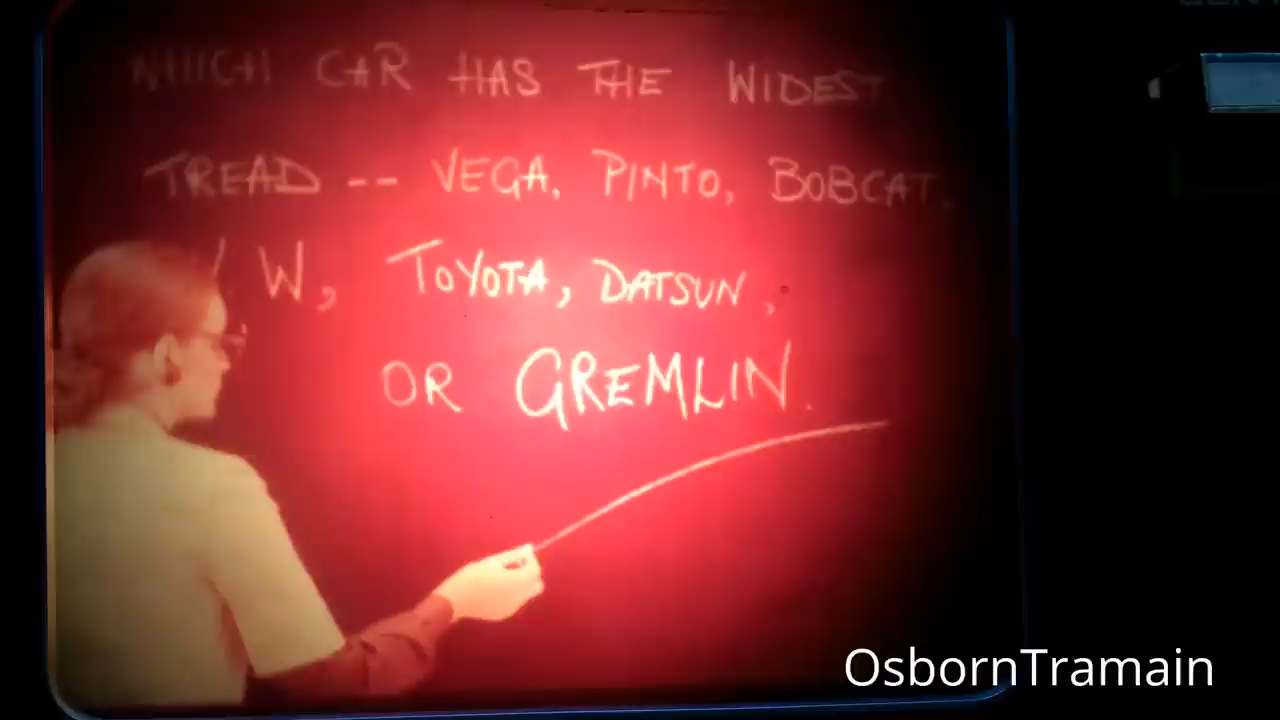 WHICH CAR HAS THE WIDEST
TREAD -- VEGA, PINTO, BOBCAT,
W, TOYOTA, DATSUN,
OR GREMLIN.
OsbornTramain